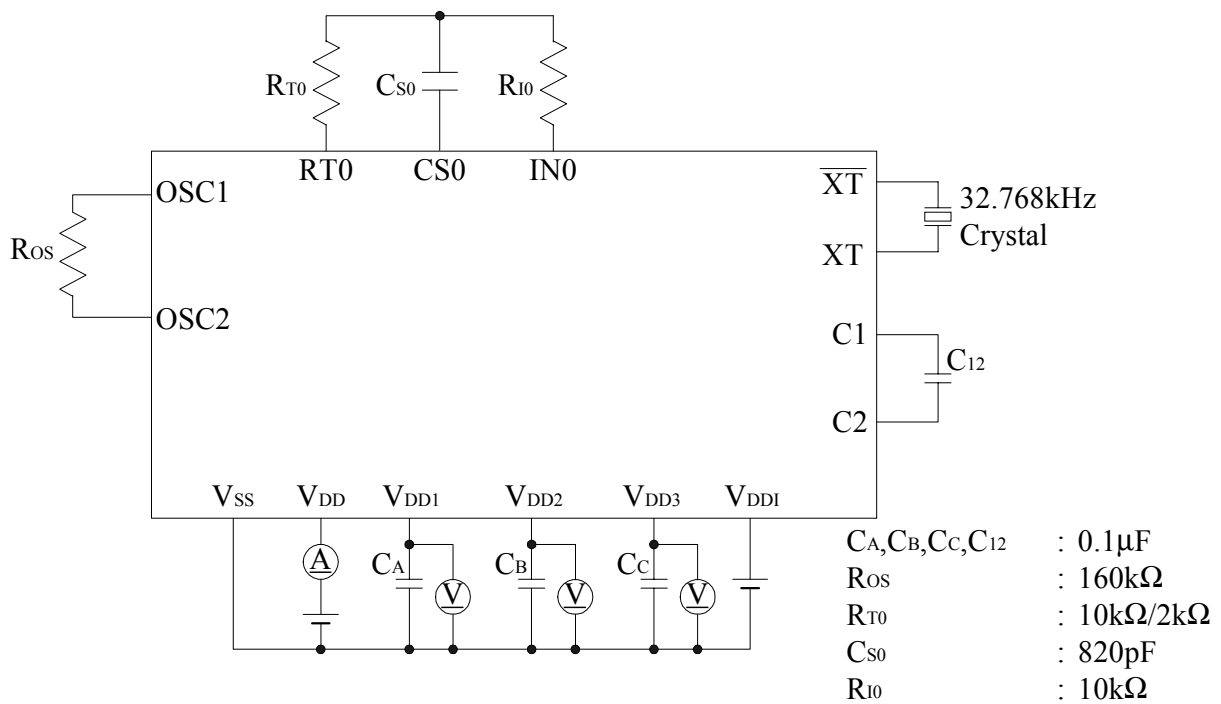 RT0
CS0
RI0
RT0
CS0
IN0
OSC1
XT
32.768kHz
Crystal
ROS
XT
OSC2
C1
C12
C2
VSS
VDD
VDD1
VDD2
VDD3
VDDI
A
CA
V
CB
V
CC
V
CA,CB,CC,C12 : 0.1μF
ROS : 160kΩ
RT0 : 10kΩ/2kΩ
CS0 : 820pF
RI0 : 10kΩ